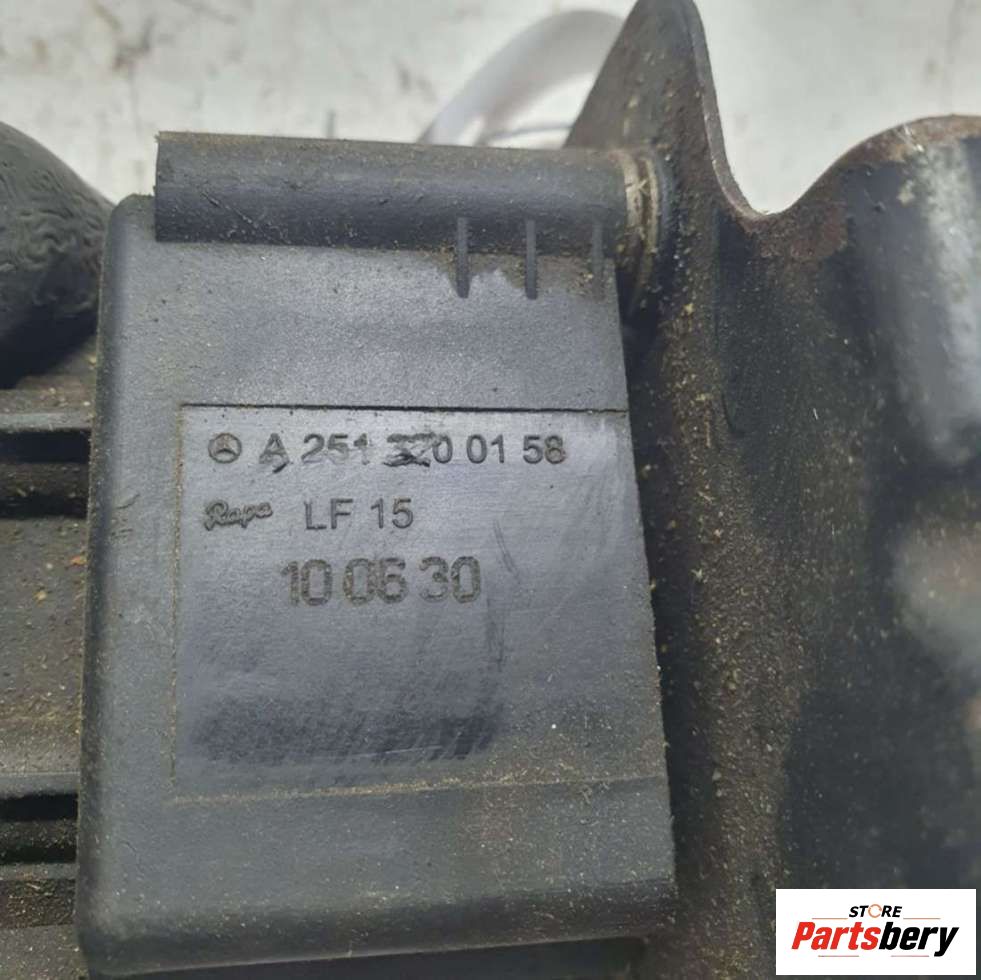 A 251 320 01 58
Rapa LF 15
10 06 30
STORE
Partsbery